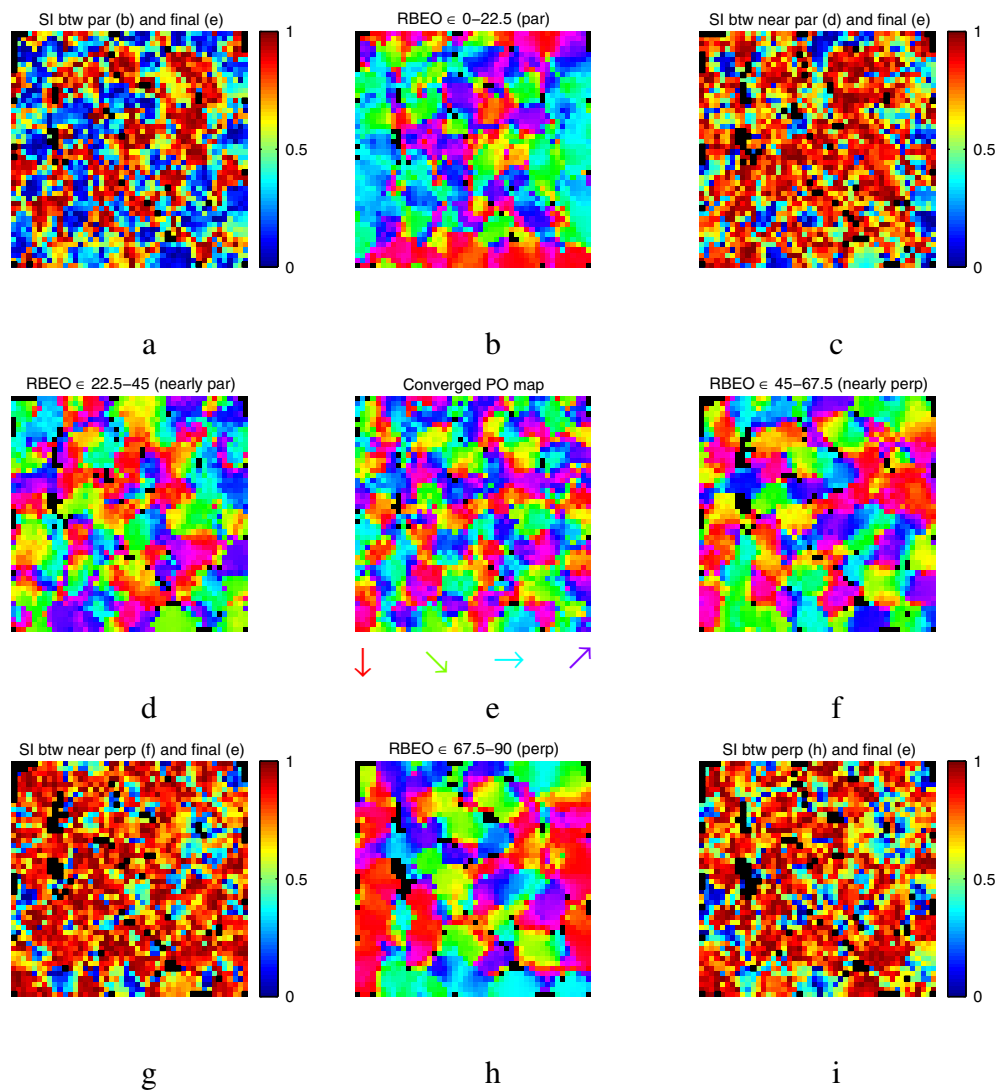 SI btw par (b) and final (e)
1
0.5
0
a
RBEO ∈ 0−22.5 (par)
b
SI btw near par (d) and final (e)
1
0.5
0
c
RBEO ∈ 22.5−45 (nearly par)
d
Converged PO map
e
RBEO ∈ 45−67.5 (nearly perp)
f
SI btw near perp (f) and final (e)
1
0.5
0
g
RBEO ∈ 67.5−90 (perp)
h
SI btw perp (h) and final (e)
1
0.5
0
i